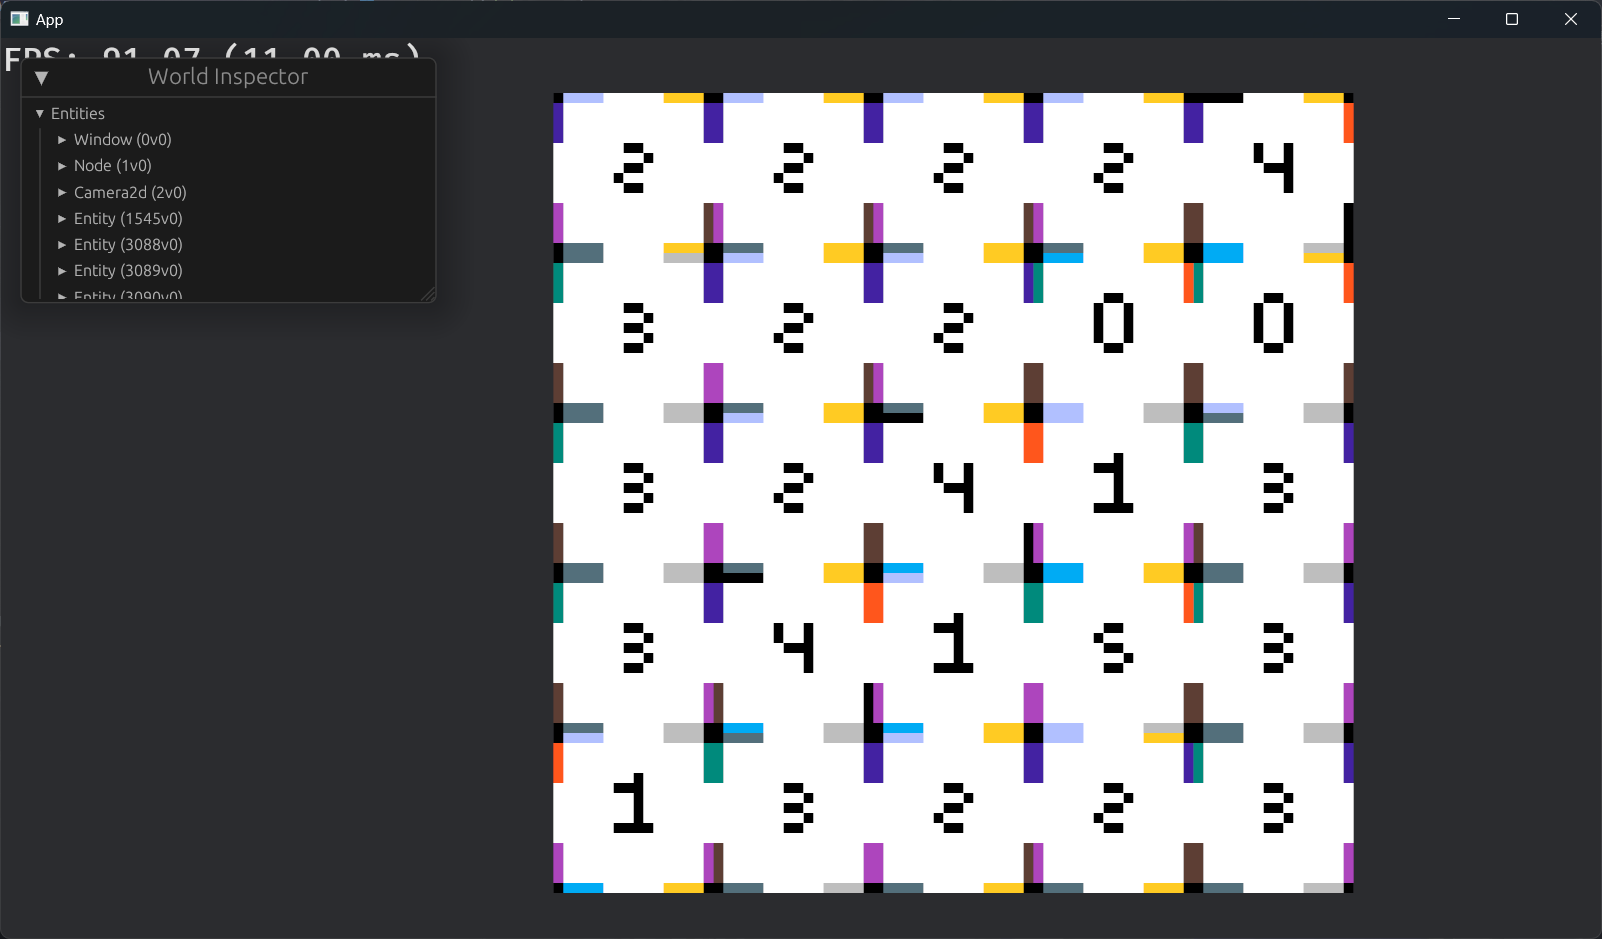 App
FPS: 91.07 (11.00 ms)
▼ World Inspector
▼ Entities
► Window (0v0)
► Node (1v0)
► Camera2d (2v0)
► Entity (1545v0)
► Entity (3088v0)
► Entity (3089v0)
► Entity (3090v0)
2 2 2 2 4
3 2 2 0 0
3 2 4 1 3
3 4 1 5 3
1 3 2 2 3